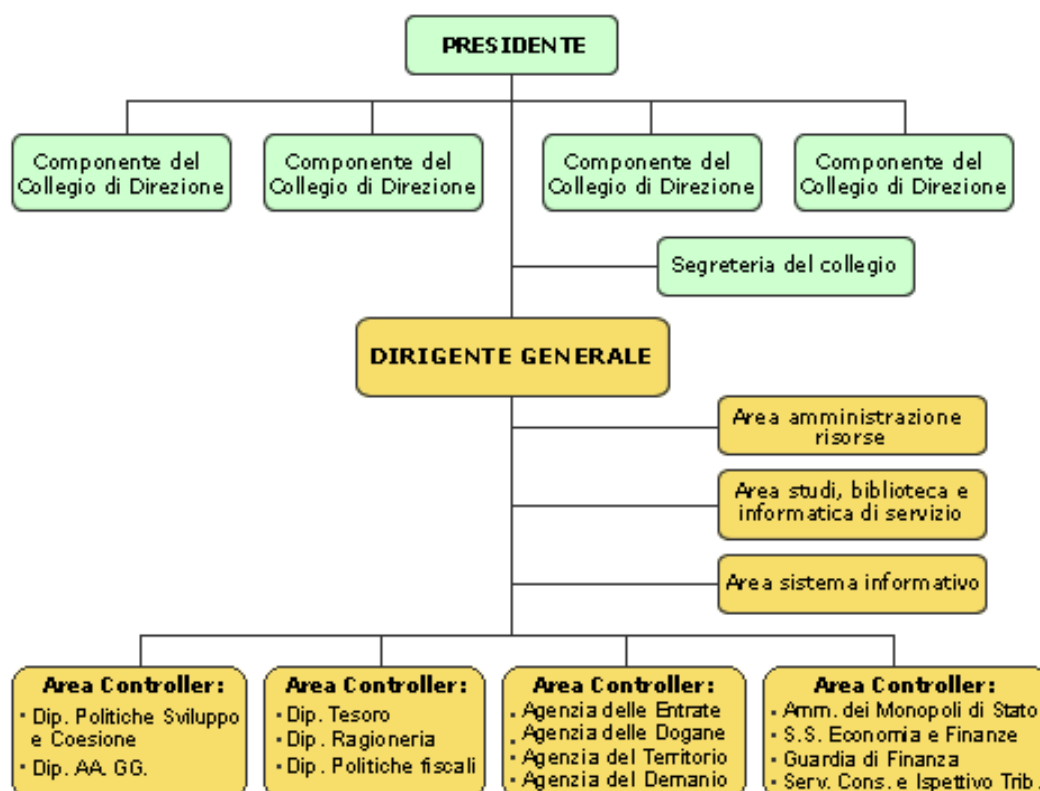 PRESIDENTE
Componente del
Collegio di Direzione
Componente del
Collegio di Direzione
Componente del
Collegio di Direzione
Componente del
Collegio di Direzione
Segreteria del collegio
DIRIGENTE GENERALE
Area amministrazione
risorse
Area studi, biblioteca e
informatica di servizio
Area sistema informativo
Area Controller:
• Dip. Politiche Sviluppo
e Coesione
• Dip. AA. GG.
Area Controller:
• Dip. Tesoro
• Dip. Ragioneria
• Dip. Politiche fiscali
Area Controller:
• Agenzia delle Entrate
• Agenzia delle Dogane
• Agenzia del Territorio
• Agenzia del Demanio
Area Controller:
• Amm. dei Monopoli di Stato
• S.S. Economia e Finanze
• Guardia di Finanza
• Serv. Cons. e Ispettivo Trib.